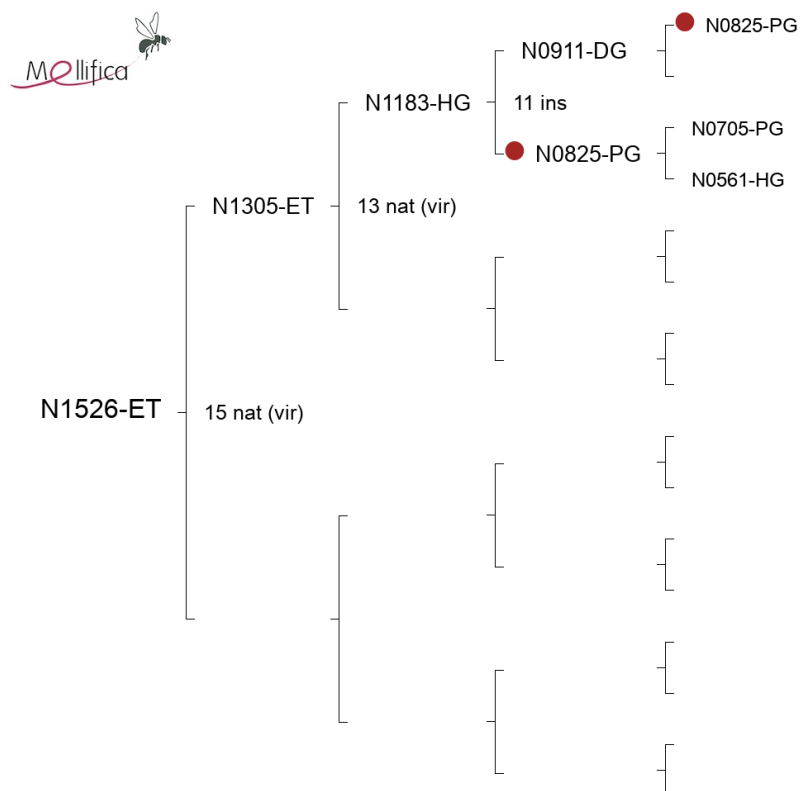 Mellifica
N0825-PG
N0911-DG
N1183-HG
11 ins
N0705-PG
N0825-PG
N0561-HG
N1305-ET
13 nat (vir)
N1526-ET
15 nat (vir)